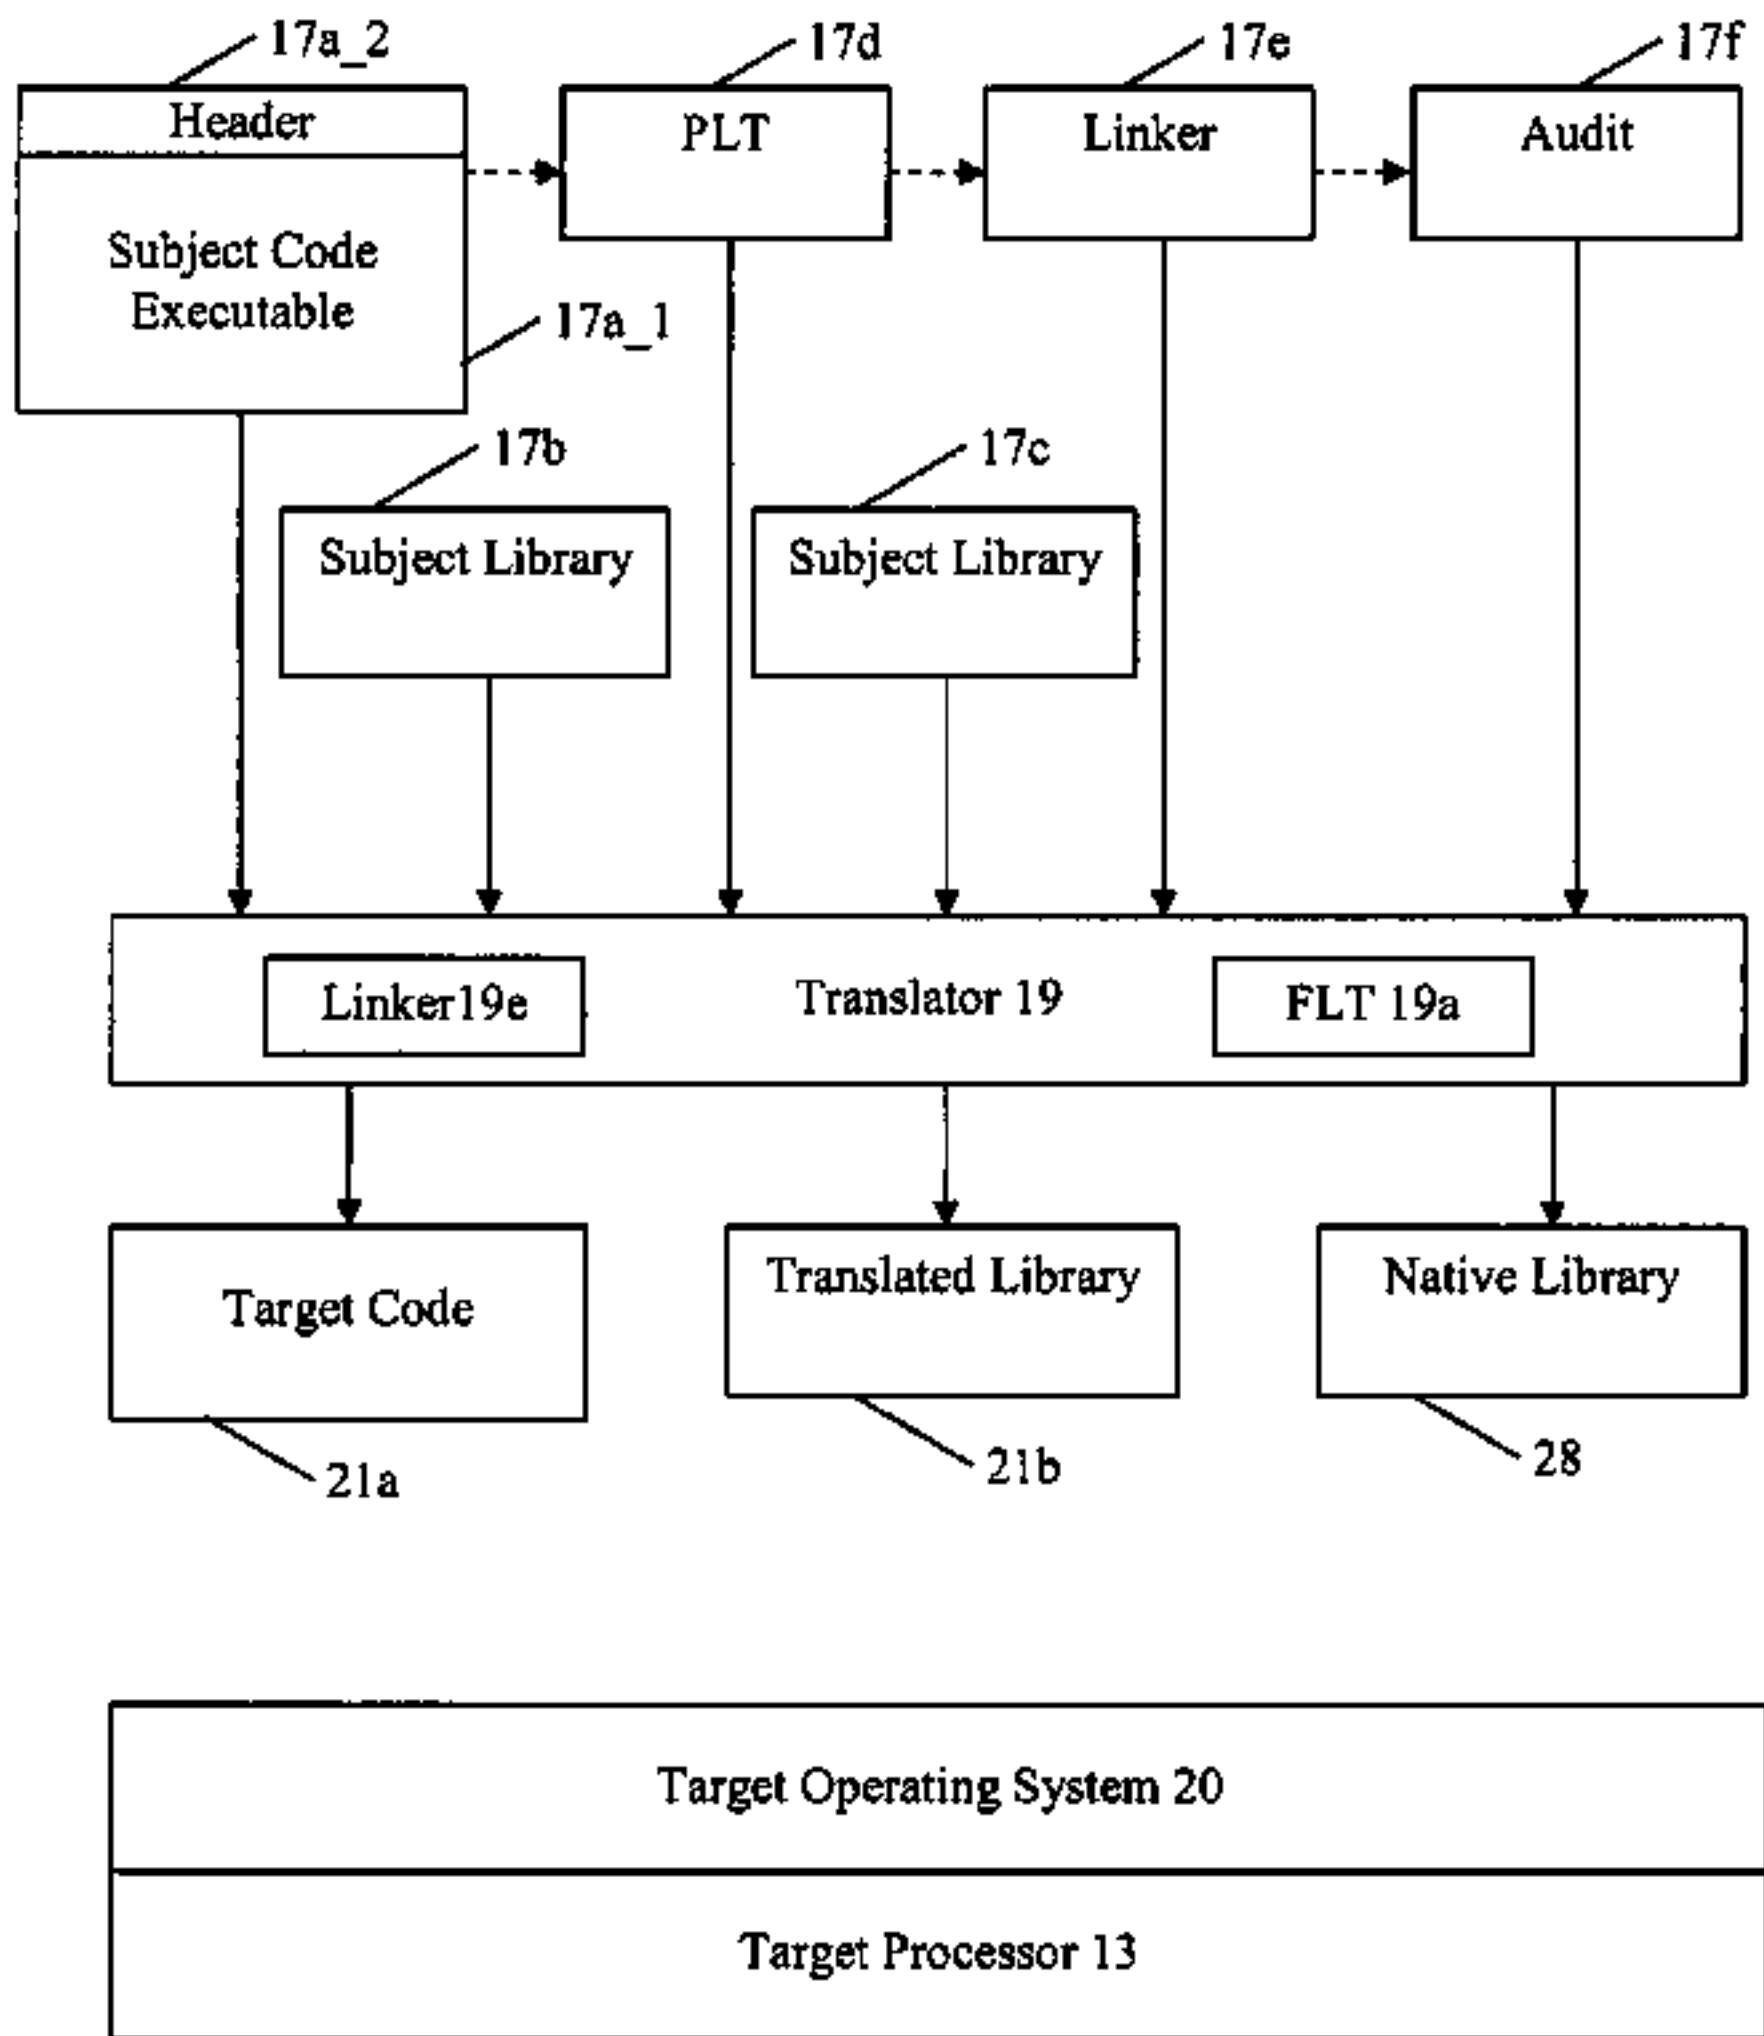 17a_2
17d
17e
17f
Header
PLT
Linker
Audit
Subject Code
Executable
17a_1
17b
17c
Subject Library
Subject Library
Linker19e
Translator 19
FLT 19a
Target Code
Translated Library
Native Library
21a
21b
28
Target Operating System 20
Target Processor 13